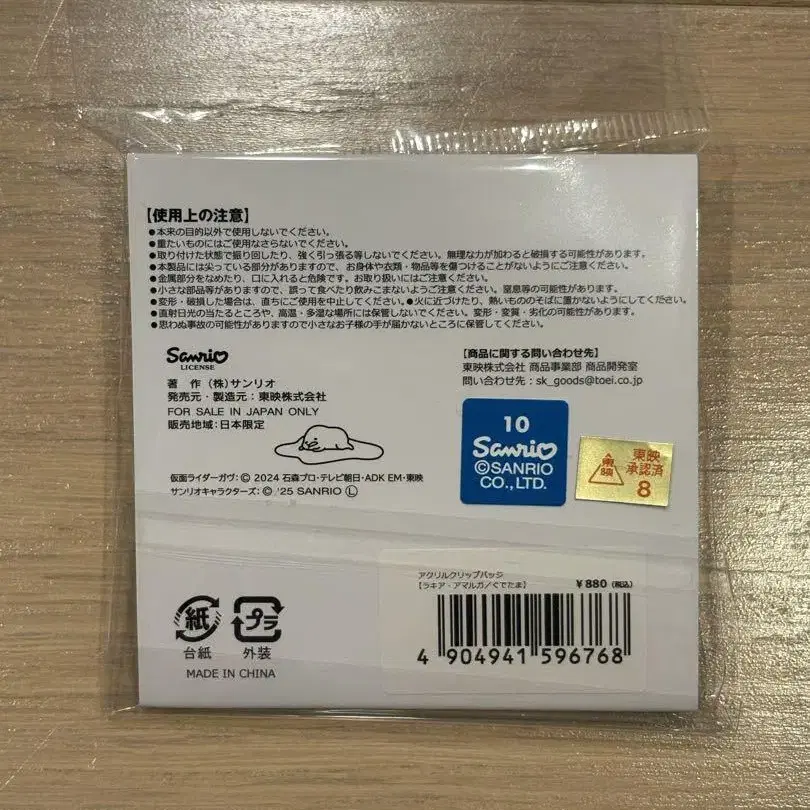 【使用上の注意】
●本来の目的以外で使用しないでください。
●重たいものにはご使用なさらないでください。
●取り付けた状態で振り回したり、強く引っ張る等しないでください。無理な力が加わると破損する可能性があります。
●本製品には尖っている部分がありますので、お身体や衣類・物品等を傷つけることがないようにご注意ください。
●金属部分をなめたり、口に入れると危険です。お取り扱いにはご注意ください。
●小さな部品等がありますので、誤って食べたり飲みこまないようご注意ください。窒息等の可能性があります。
●変形・破損した場合は、直ちにご使用を中止してください。●火に近づけたり、熱いもののそばに置かないようにしてください。
●直射日光の当たるところや、高温・多湿な場所には保管しないでください。変形・変質・劣化の可能性があります。
●思わぬ事故の可能性がありますので小さなお子様の手が届かないところに保管してください。
Sanrio
LICENSE
著 作 (株)サンリオ
発売元・製造元:東映株式会社
FOR SALE IN JAPAN ONLY
販売地域:日本限定
【商品に関する問い合わせ先】
東映株式会社 商品事業部 商品開発室
問い合わせ先:sk_goods@toei.co.jp
10
Sanrio
©SANRIO
CO., LTD.
東映
東映
承認済
8
仮面ライダーガヴ:© 2024 石森プロ・テレビ朝日・ADK EM・東映
サンリオキャラクターズ:© '25 SANRIO Ⓛ
アクリルクリップバッジ
【ラキア・アマルガ/ぐでたま】 ¥880 (税込)
4 904941 596768
紙
台紙
プラ
外装
MADE IN CHINA